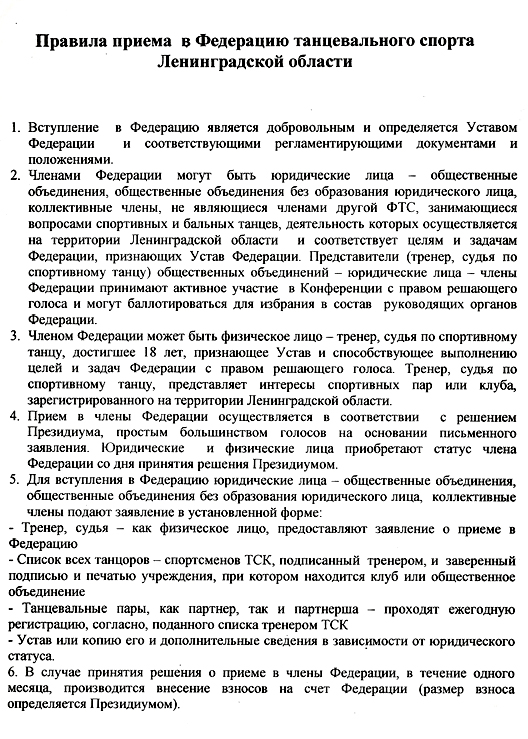 Правила приема в Федерацию танцевального спорта
Ленинградской области
1. Вступление в Федерацию является добровольным и определяется Уставом
Федерации и соответствующими регламентирующими документами и
положениями.
2. Членами Федерации могут быть юридические лица – общественные
объединения, общественные объединения без образования юридического лица,
коллективные члены, не являющиеся членами другой ФТС, занимающиеся
вопросами спортивных и бальных танцев, деятельность которых осуществляется
на территории Ленинградской области и соответствует целям и задачам
Федерации, признающих Устав Федерации. Представители (тренер, судья по
спортивному танцу) общественных объединений – юридические лица – члены
Федерации принимают активное участие в Конференции с правом решающего
голоса и могут баллотироваться для избрания в состав руководящих органов
Федерации.
3. Членом Федерации может быть физическое лицо – тренер, судья по спортивному
танцу, достигшее 18 лет, признающее Устав и способствующее выполнению
целей и задач Федерации с правом решающего голоса. Тренер, судья по
спортивному танцу, представляет интересы спортивных пар или клуба,
зарегистрированного на территории Ленинградской области.
4. Прием в члены Федерации осуществляется в соответствии с решением
Президиума, простым большинством голосов на основании письменного
заявления. Юридические и физические лица приобретают статус члена
Федерации со дня принятия решения Президиумом.
5. Для вступления в Федерацию юридические лица – общественные объединения,
общественные объединения без образования юридического лица, коллективные
члены подают заявление в установленной форме:
- Тренер, судья – как физическое лицо, предоставляют заявление о приеме в
Федерацию
- Список всех танцоров – спортсменов ТСК, подписанный тренером, и заверенный
подписью и печатью учреждения, при котором находится клуб или общественное
объединение
- Танцевальные пары, как партнер, так и партнерша – проходят ежегодную
регистрацию, согласно, поданного списка тренером ТСК
- Устав или копию его и дополнительные сведения в зависимости от юридического
статуса.
6. В случае принятия решения о приеме в члены Федерации, в течение одного
месяца, производится внесение взносов на счет Федерации (размер взноса
определяется Президиумом).